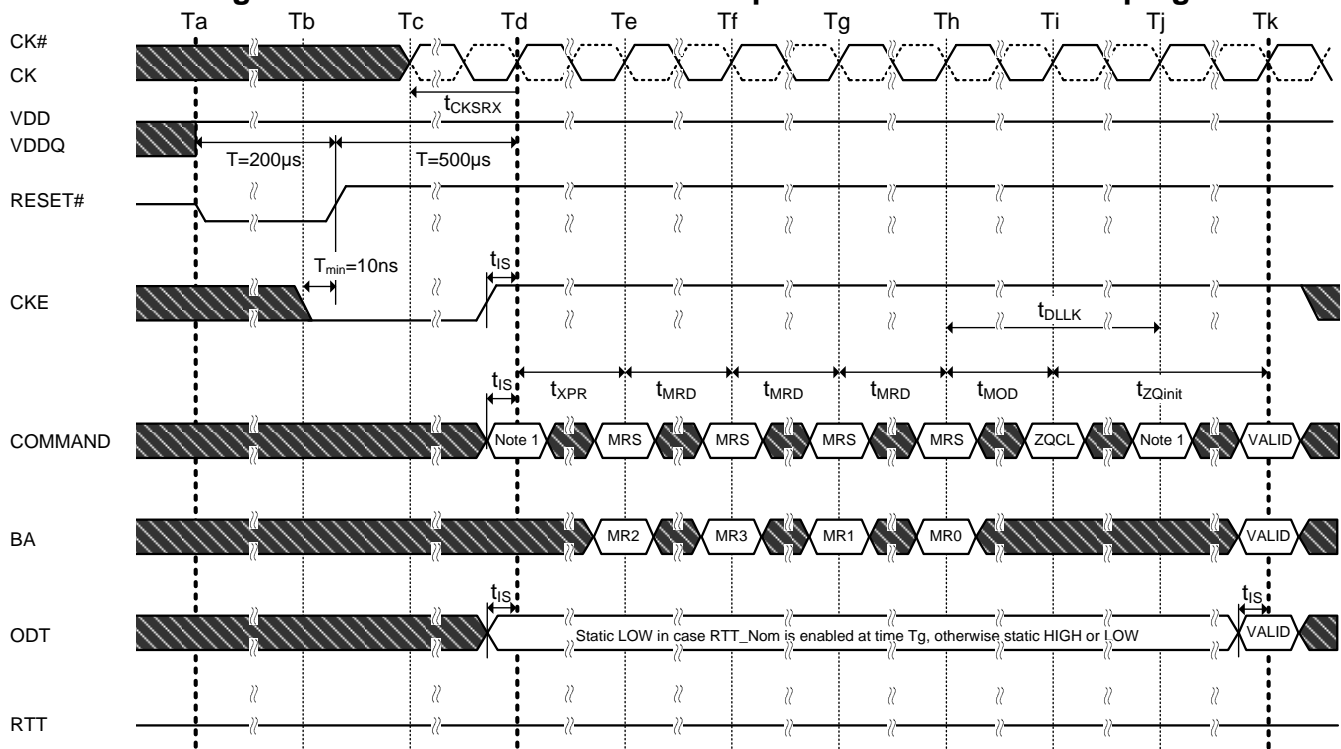 Ta Tb Tc Td Te Tf Tg Th Ti Tj Tk
CK#
CK
tCKSRX
VDD
VDDQ
T=200µs T=500µs
RESET#
Tmin=10ns tIS
CKE
tDLLK
tIS tXPR tMRD tMRD tMRD tMOD tZQinit
COMMAND Note 1 MRS MRS MRS MRS ZQCL Note 1 VALID
BA MR2 MR3 MR1 MR0 VALID
tIS tIS
ODT Static LOW in case RTT_Nom is enabled at time Tg, otherwise static HIGH or LOW VALID
RTT